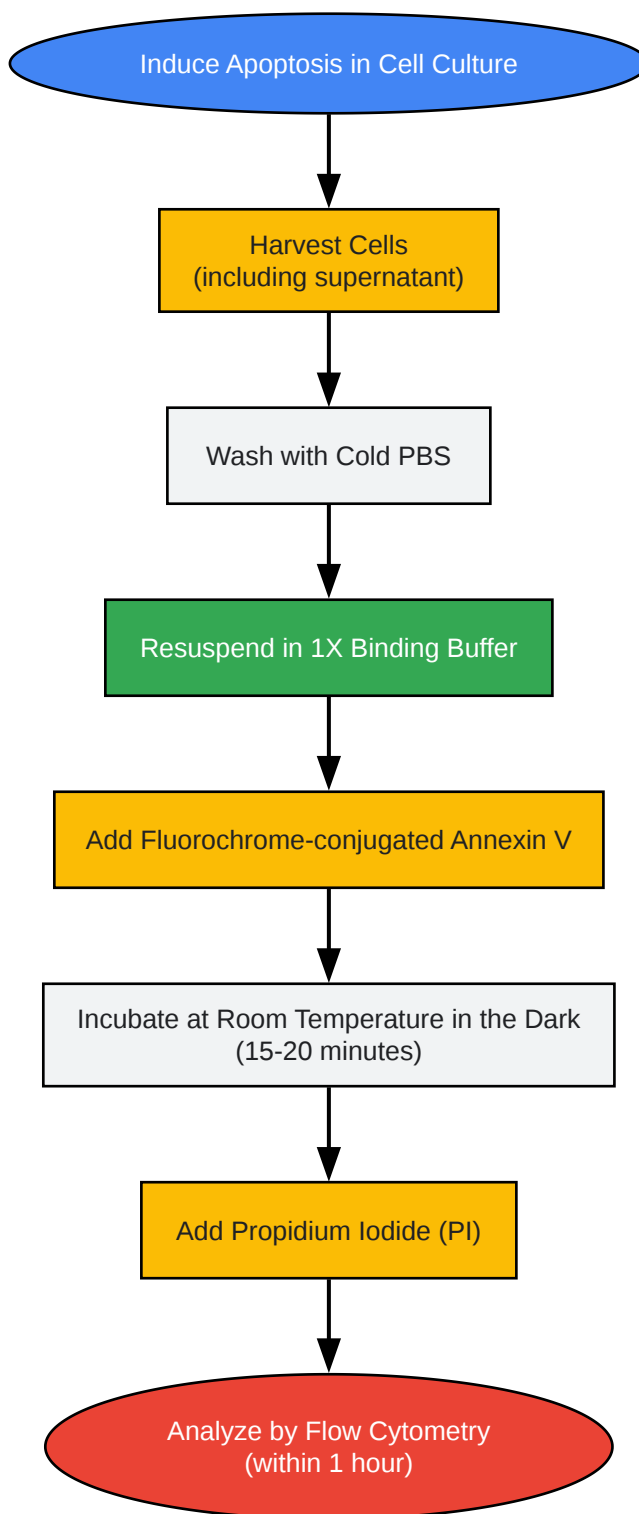 Induce Apoptosis in Cell Culture
Harvest Cells
(including supernatant)
Wash with Cold PBS
Resuspend in 1X Binding Buffer
Add Fluorochrome-conjugated Annexin V
Incubate at Room Temperature in the Dark
(15-20 minutes)
Add Propidium Iodide (PI)
Analyze by Flow Cytometry
(within 1 hour)